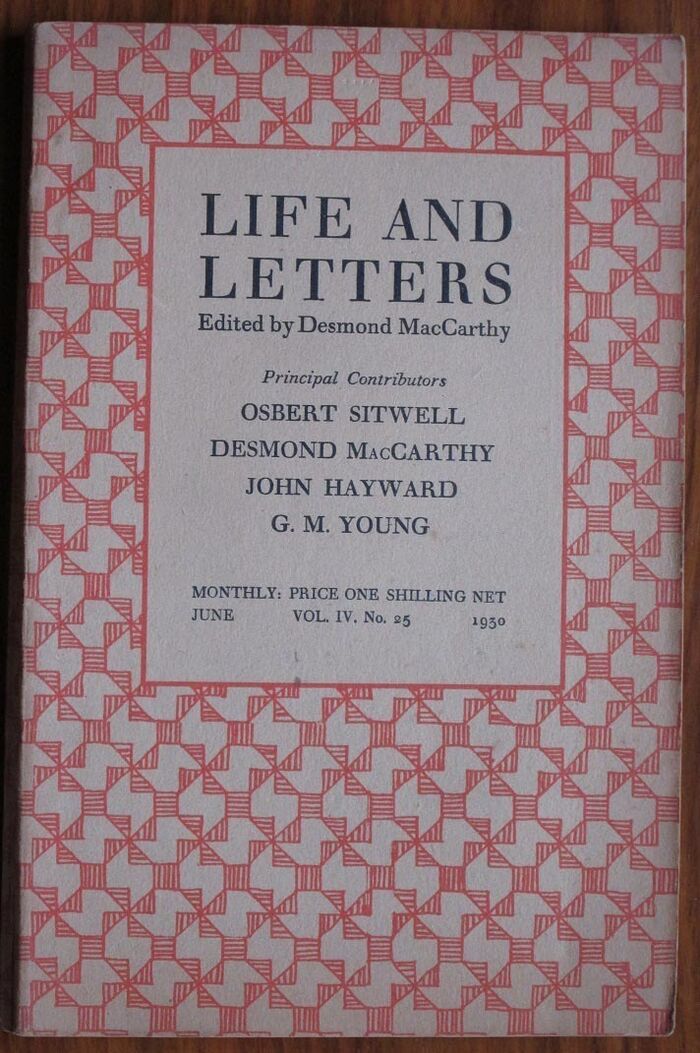 LIFE AND
LETTERS
Edited by Desmond MacCarthy
Principal Contributors
OSBERT SITWELL
DESMOND MacCARTHY
JOHN HAYWARD
G. M. YOUNG
MONTHLY: PRICE ONE SHILLING NET
JUNE VOL. IV. No. 25 1930